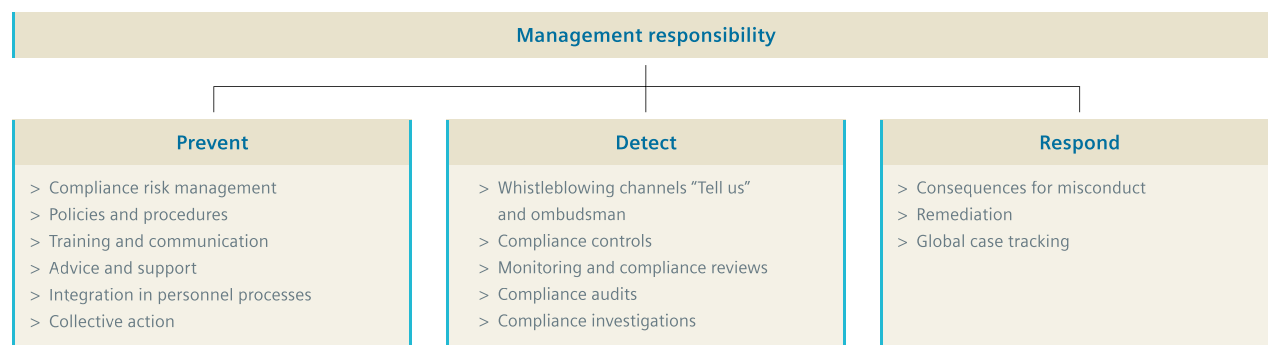 Management responsibility
Prevent
> Compliance risk management
> Policies and procedures
> Training and communication
> Advice and support
> Integration in personnel processes
> Collective action
Detect
> Whistleblowing channels “Tell us”
and ombudsman
> Compliance controls
> Monitoring and compliance reviews
> Compliance audits
> Compliance investigations
Respond
> Consequences for misconduct
> Remediation
> Global case tracking